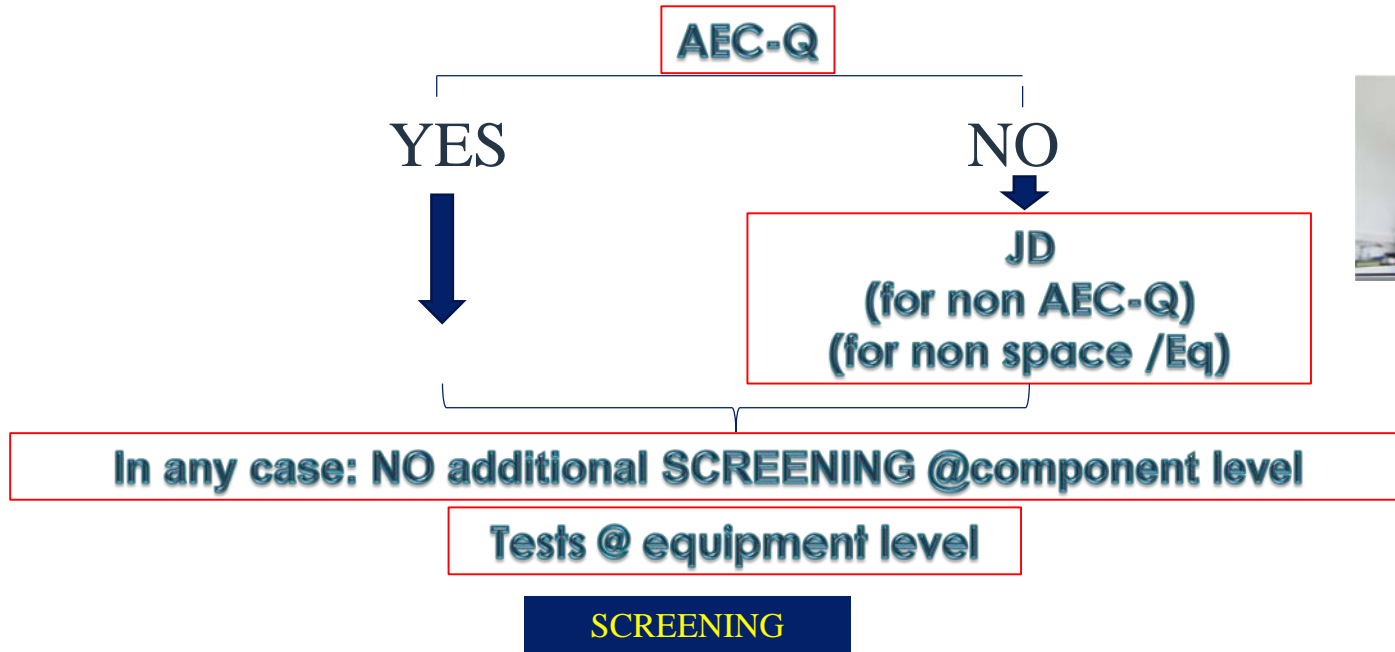 AEC-Q
YES
NO
JD
(for non AEC-Q)
(for non space /Eq)
In any case: NO additional SCREENING @component level
Tests @ equipment level
SCREENING